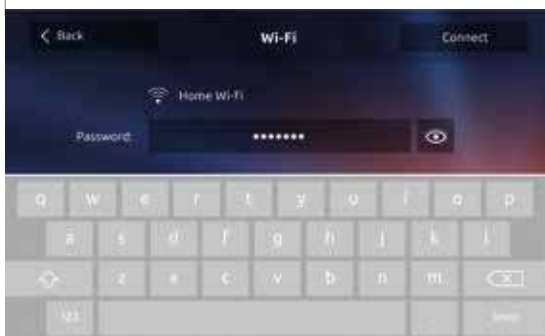 Back Wi-Fi Connect
Home Wi-Fi
Password: •••••••
q w e r t y u i o p
a s d f g h j k l
z x c v b n m
123 .